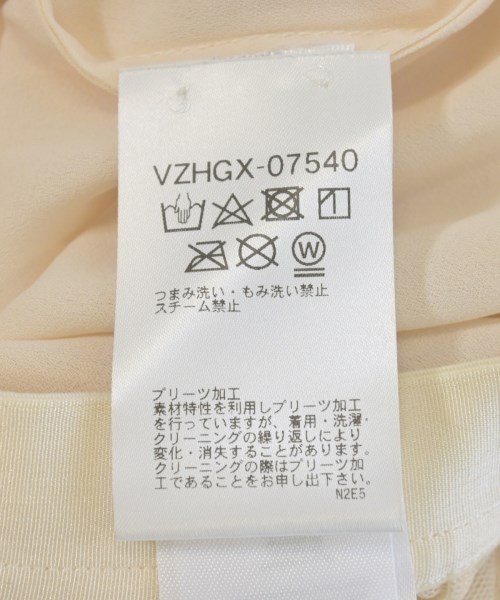 VZHGX-07540
W
つまみ洗い・もみ洗い禁止
スチーム禁止
プリーツ加工
素材特性を利用しプリーツ加工
を行っていますが、着用・洗濯・
クリーニングの繰り返しにより
変化・消失することがあります。
クリーニングの際はプリーツ加
工であることをお申し出下さい。
N2E5